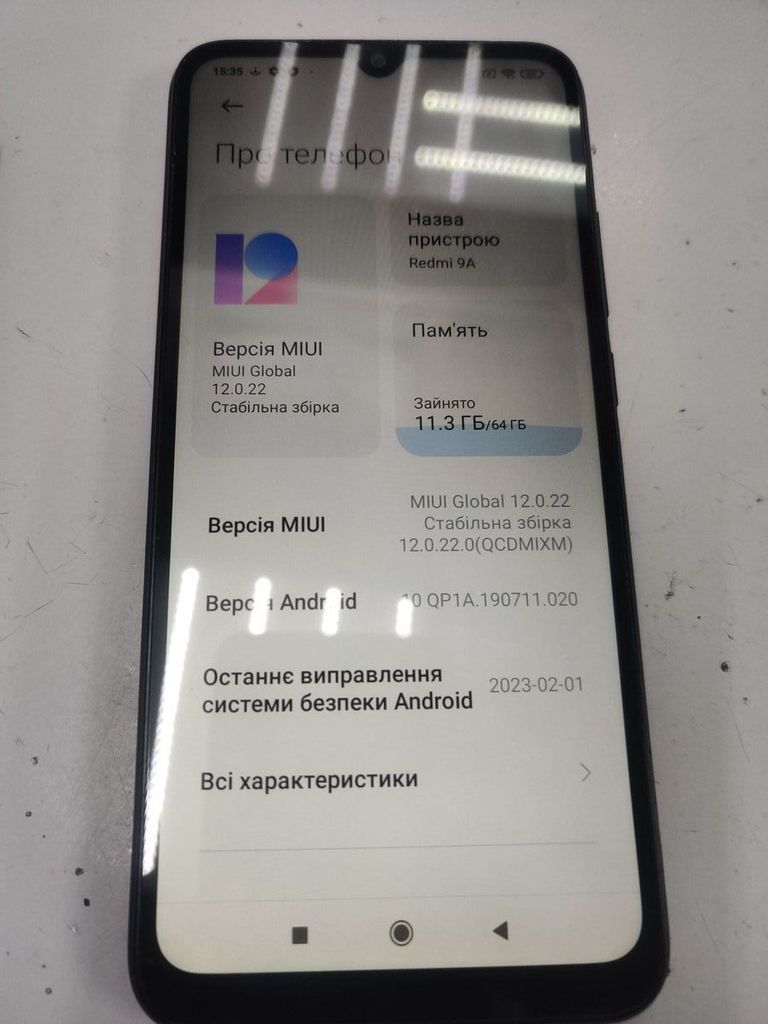 15:35
Про телефон
12
Назва
пристрою
Redmi 9A
Версія MIUI
MIUI Global
12.0.22
Стабільна збірка
Пам'ять
Зайнято
11.3 ГБ/64 ГБ
Версія MIUI
MIUI Global 12.0.22
Стабільна збірка
12.0.22.0(QCDMIXM)
Версія Android
10 QP1A.190711.020
Останнє виправлення
системи безпеки Android
2023-02-01
Всі характеристики